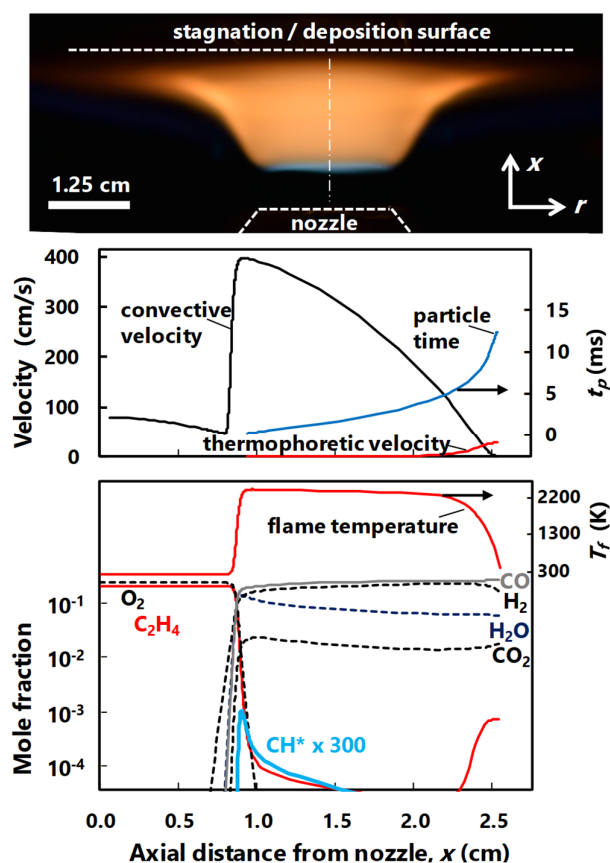 stagnation / deposition surface
1.25 cm
x
r
nozzle
400
300
200
100
0
Velocity (cm/s)
convective
velocity
particle
time
thermophoretic velocity
15
10
5
0
tₚ (ms)
flame temperature
2200
1300
300
T_f (K)
O₂
C₂H₄
CO
H₂
H₂O
CO₂
CH* x 300
10⁻¹
10⁻²
10⁻³
10⁻⁴
Mole fraction
0.0 0.5 1.0 1.5 2.0 2.5
Axial distance from nozzle, x (cm)